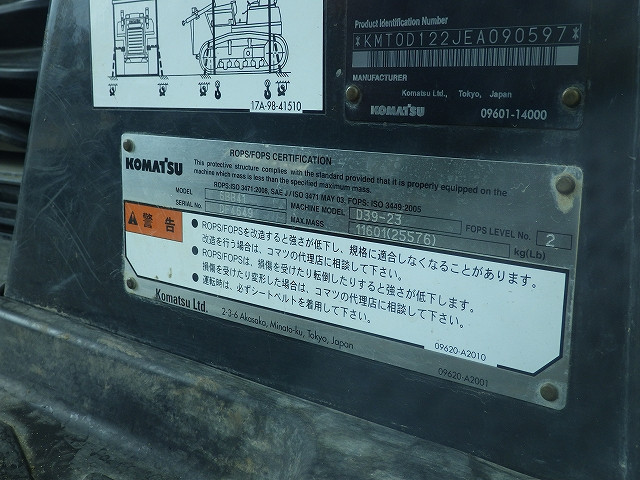 Product Identification Number
*KMT0D122JEA090597*
MANUFACTURER
Komatsu Ltd., Tokyo, Japan
KOMATSU 09601-14000
17A-98-41510
KOMATSU
ROPS/FOPS CERTIFICATION
This protective structure complies with the standard provided that it is properly equipped on the
machine which mass is less than the specified maximum mass.
ROPS: ISO 3471:2008, SAE J / ISO 3471 MAY 03, FOPS: ISO 3449:2005
MODEL
MACHINE MODEL D39-23 FOPS LEVEL No. 2
SERIAL No.
MAX.MASS 11601(25576) kg(Lb)
警告
● ROPS/FOPSを改造すると強さが低下し、規格に適合しなくなることがあります。
改造を行う場合は、コマツの代理店に相談して下さい。
● ROPS/FOPSは、損傷を受けたり転倒したりすると強さが低下します。
損傷を受けたり変形した場合は、コマツの代理店に相談して下さい。
● 運転時は、必ずシートベルトを着用して下さい。
09620-A2010
Komatsu Ltd.
2-3-6 Akasaka, Minato-ku, Tokyo, Japan
09620-A2001